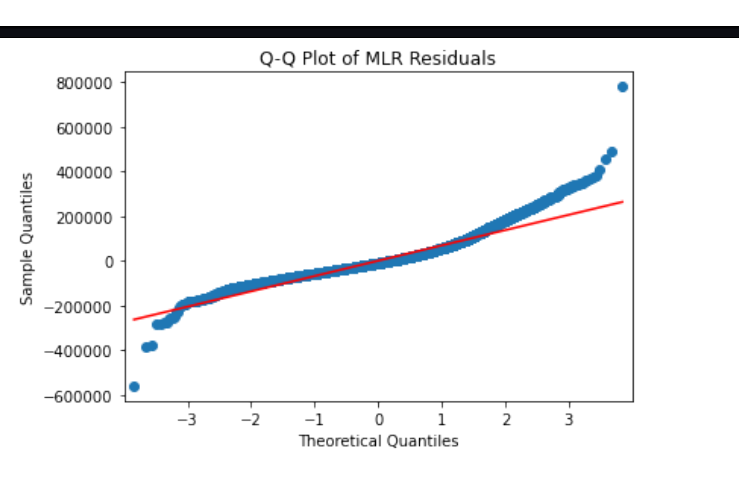 Q-Q Plot of MLR Residuals
800000
600000
400000
200000
0
−200000
−400000
−600000
Sample Quantiles
−3 −2 −1 0 1 2 3
Theoretical Quantiles